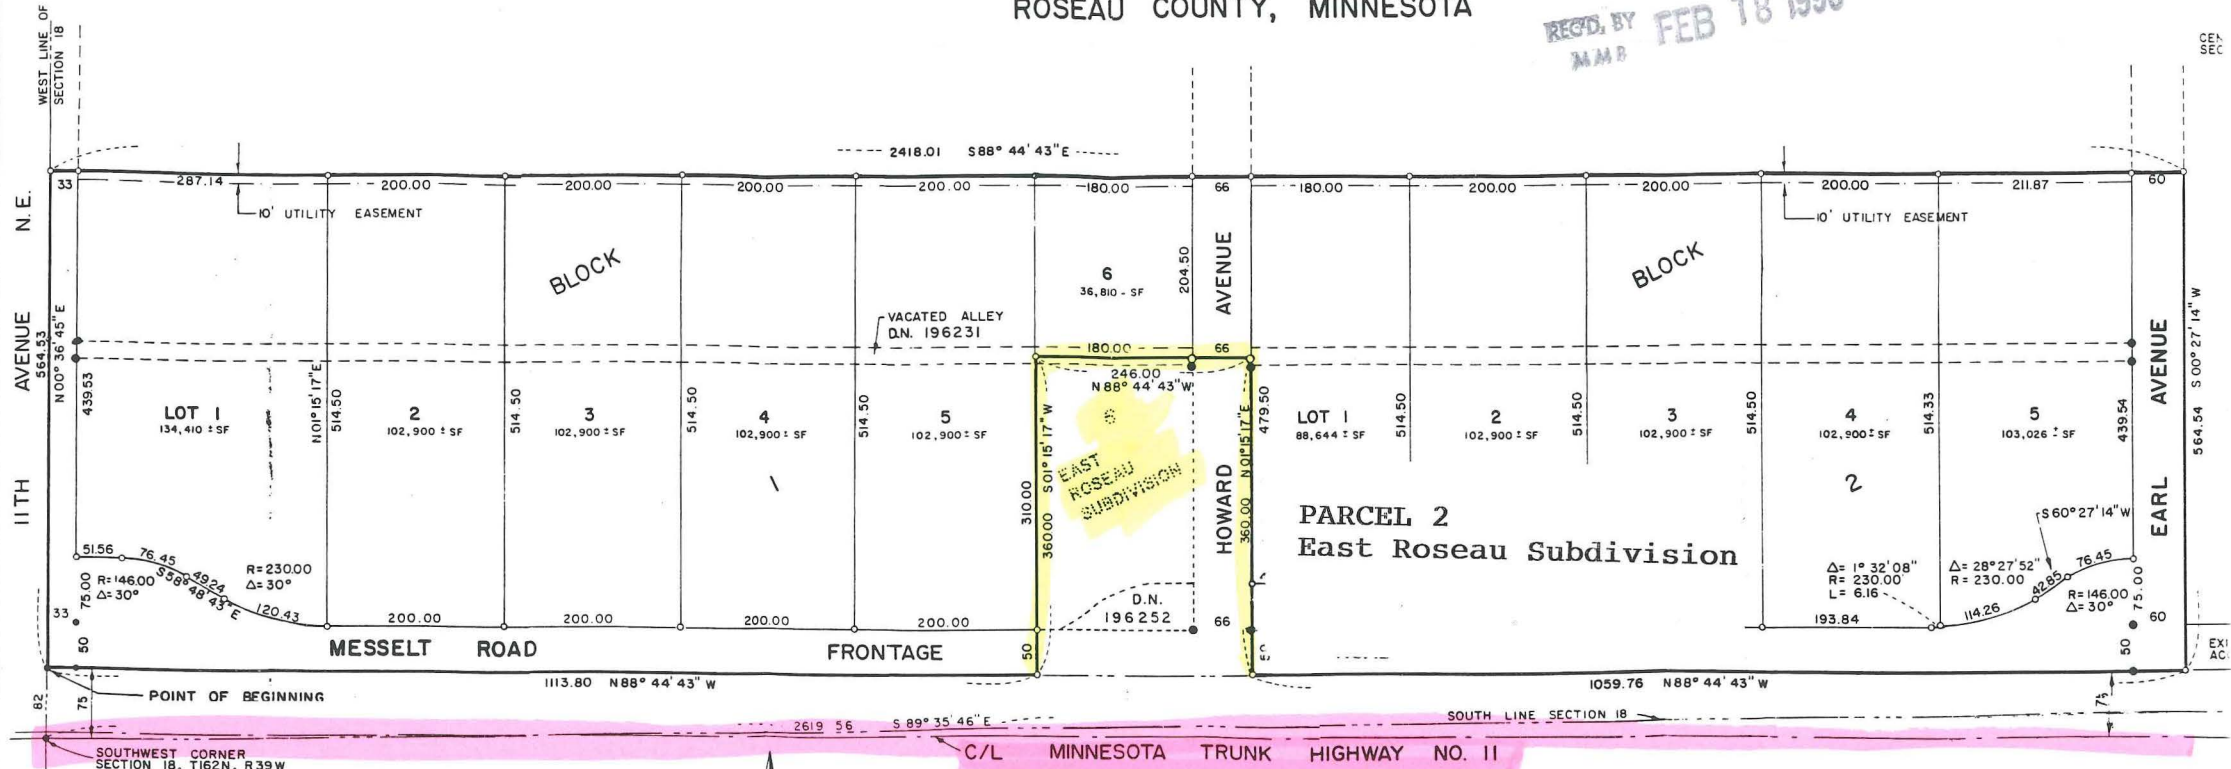 ROSEAU COUNTY, MINNESOTA
REC'D, BY FEB 18
MMB
WEST LINE OF
SECTION 18
2418.01 S88° 44' 43"E
33
287.14
200.00
200.00
200.00
200.00
180.00
66
180.00
200.00
200.00
200.00
211.87
60
10' UTILITY EASEMENT
10' UTILITY EASEMENT
11TH AVENUE N.E.
564.53
N00° 36' 45" E
439.53
BLOCK
1
LOT 1
134,410 ± SF
N01° 15' 17"E
514.50
2
102,900 ± SF
514.50
3
102,900 ± SF
514.50
4
102,900 ± SF
514.50
5
102,900 ± SF
VACATED ALLEY
D.N. 196231
6
36,810 - SF
204.50
HOWARD AVENUE
180.00
66
246.00
N88° 44' 43"W
S01° 15' 17" W
310.00
360.00
6
EAST
ROSEAU
SUBDIVISION
D.N.
196252
66
360.00 N01° 15' 17"E
479.50
BLOCK
2
LOT 1
88,644 ± SF
514.50
2
102,900 ± SF
514.50
3
102,900 ± SF
514.50
4
102,900 ± SF
514.33
5
103,026 ± SF
439.54
EARL AVENUE
S00° 27' 14" W
564.54
PARCEL 2
East Roseau Subdivision
S60° 27' 14"W
Δ= 1° 32' 08"
R= 230.00'
L= 6.16
Δ= 28° 27' 52"
R= 230.00
76.45
42.85
R=146.00
Δ= 30°
114.26
193.84
75.00
60
50
51.56
76.45
49.24
S58° 48' 43"E
R=230.00
Δ= 30°
R=146.00
Δ=30°
120.43
75.00
33
50
200.00
200.00
200.00
200.00
MESSELT ROAD FRONTAGE
50
POINT OF BEGINNING
1113.80 N88° 44' 43" W
1059.76 N88° 44' 43" W
82
75
75
2619 56 S 89° 35' 46" E
SOUTH LINE SECTION 18
C/L MINNESOTA TRUNK HIGHWAY NO. 11
SOUTHWEST CORNER
SECTION 18, T162N, R39W